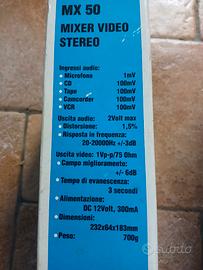 MX 50
MIXER VIDEO
STEREO
Ingressi audio:
• Microfono 1mV
• CD 100mV
• Tape 100mV
• Camcorder 100mV
• VCR 100mV
Uscita audio: 2Volt max
• Distorsione: 1,5%
• Risposta in frequenza:
20-20000Hz +/-3dB
Uscita video: 1Vp-p/75 Ohm
• Campo miglioramento:
+/- 6dB
• Tempo di evanescenza:
3 secondi
• Alimentazione:
DC 12Volt, 300mA
• Dimensioni:
232x64x183mm
• Peso: 700g
subito